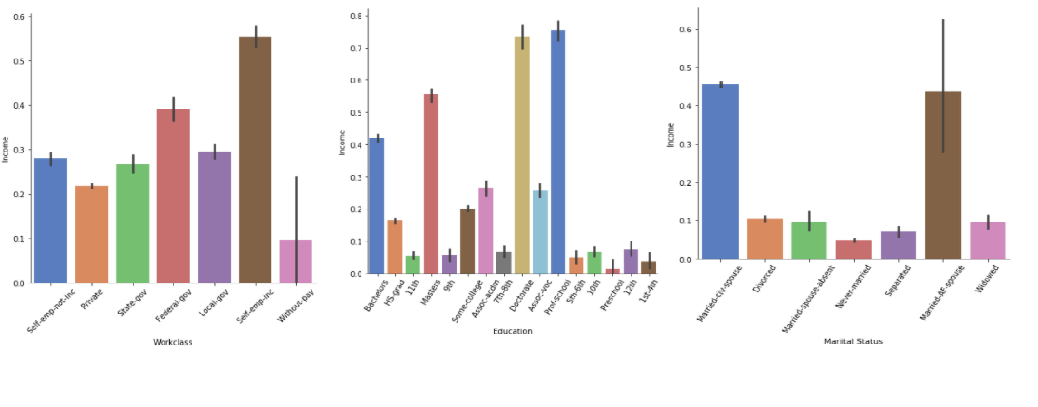 0.6
0.5
0.4
0.3
0.2
0.1
0.0
Income
Self-emp-not-inc
Private
State-gov
Federal-gov
Local-gov
Self-emp-inc
Without-pay
Workclass
0.8
0.7
0.6
0.5
0.4
0.3
0.2
0.1
0.0
Income
Bachelors
HS-grad
11th
Masters
9th
Some-college
Assoc-acdm
7th-8th
Doctorate
Assoc-voc
Prof-school
5th-6th
10th
Preschool
12th
1st-4th
Education
0.6
0.5
0.4
0.3
0.2
0.1
0.0
Income
Married-civ-spouse
Divorced
Married-spouse-absent
Never-married
Separated
Married-AF-spouse
Widowed
Marital Status